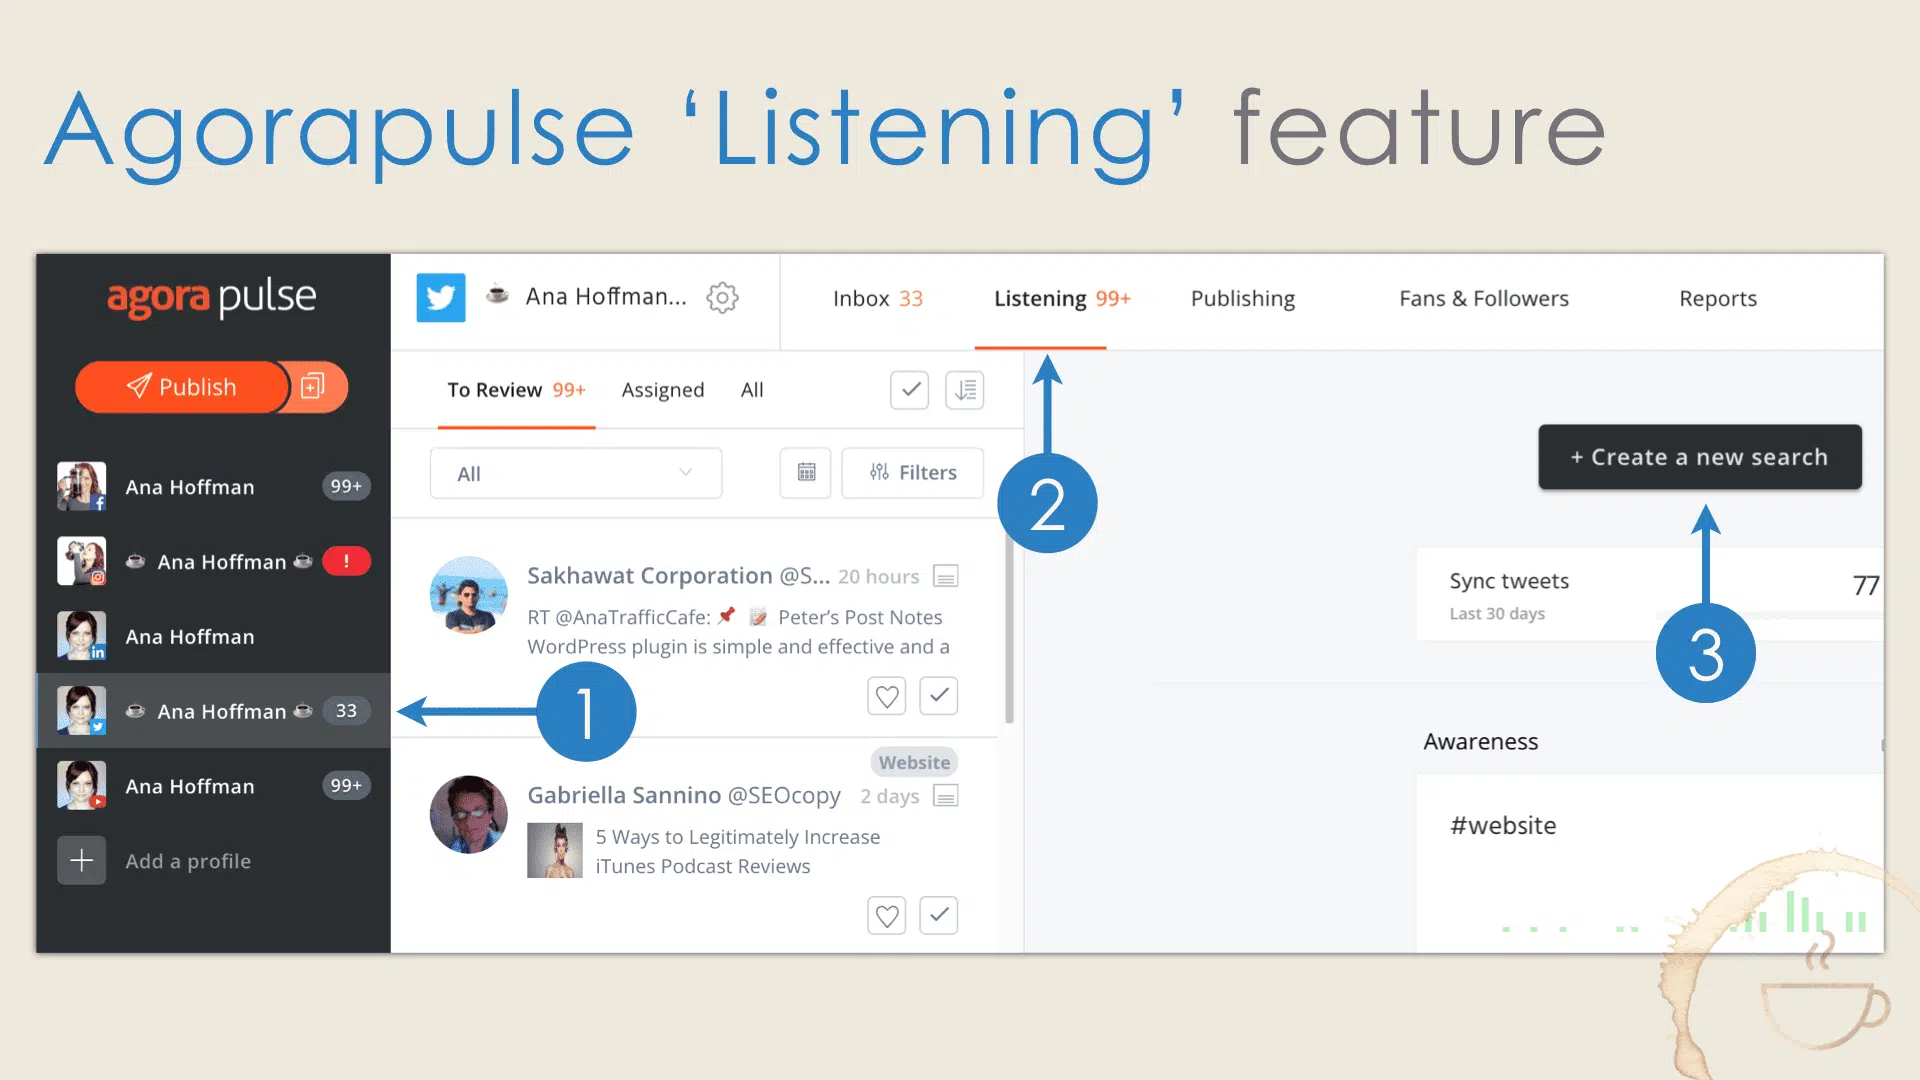 Agorapulse ‘Listening’ feature
agora pulse
Publish
Ana Hoffman 99+
Ana Hoffman !
Ana Hoffman
Ana Hoffman 33
Ana Hoffman 99+
Add a profile
Ana Hoffman...
Inbox 33
Listening 99+
Publishing
Fans & Followers
Reports
To Review 99+
Assigned
All
All
Filters
Sakhawat Corporation @S... 20 hours
RT @AnaTrafficCafe: Peter’s Post Notes
WordPress plugin is simple and effective and a
Website
Gabriella Sannino @SEOcopy 2 days
5 Ways to Legitimately Increase
iTunes Podcast Reviews
1
2
+ Create a new search
3
Sync tweets 77
Last 30 days
Awareness
#website